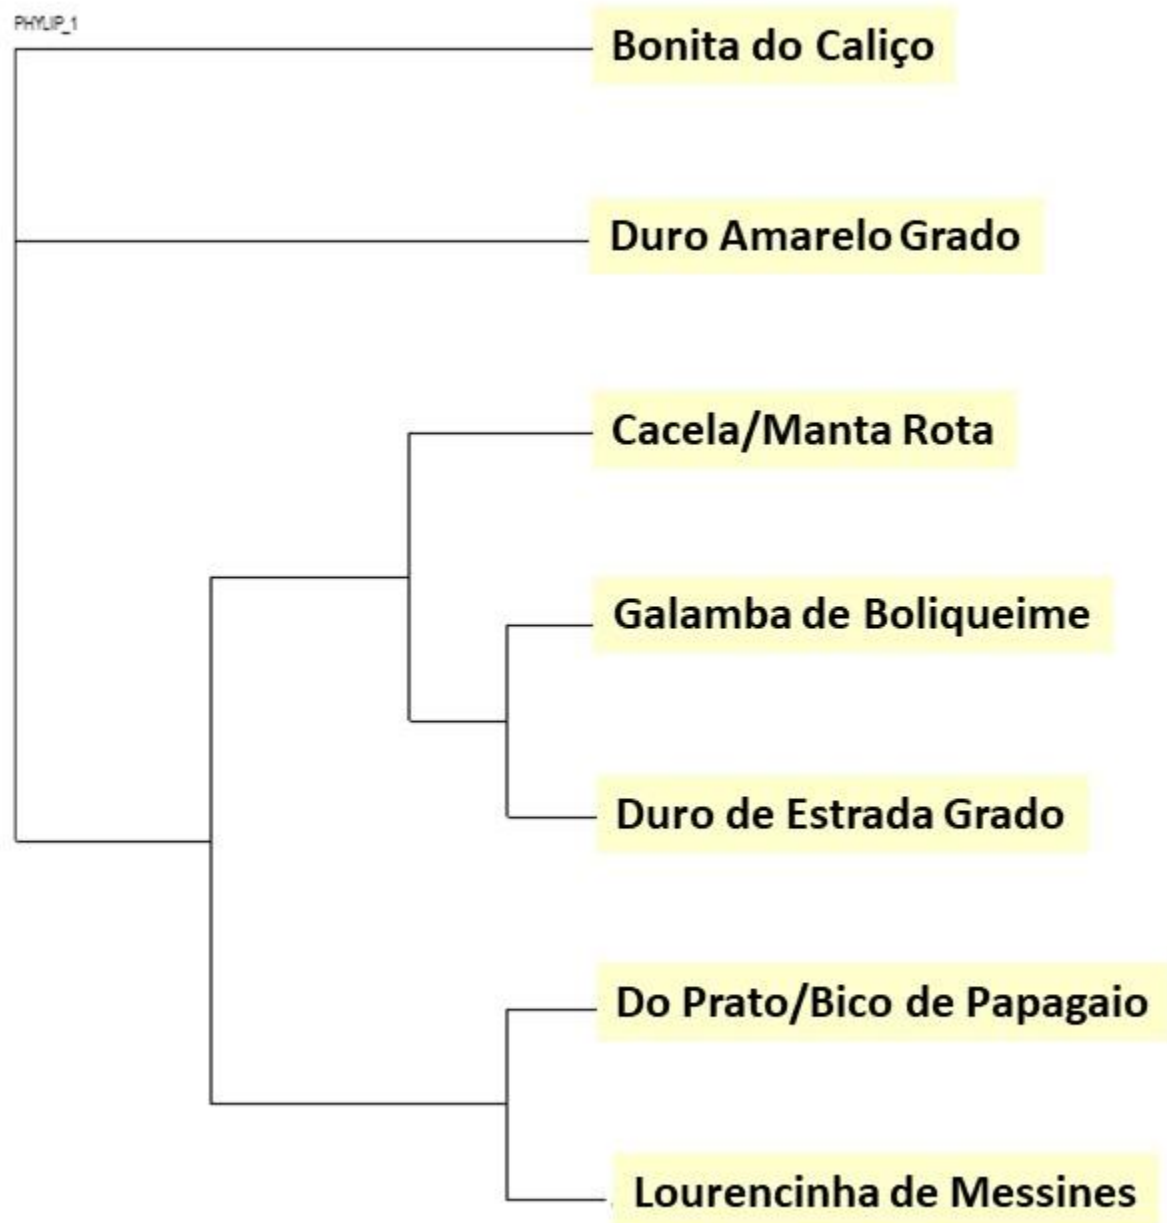 PHYLIP_1
Bonita do Caliço
Duro Amarelo Grado
Cacela/Manta Rota
Galamba de Boliqueime
Duro de Estrada Grado
Do Prato/Bico de Papagaio
Lourencinha de Messines